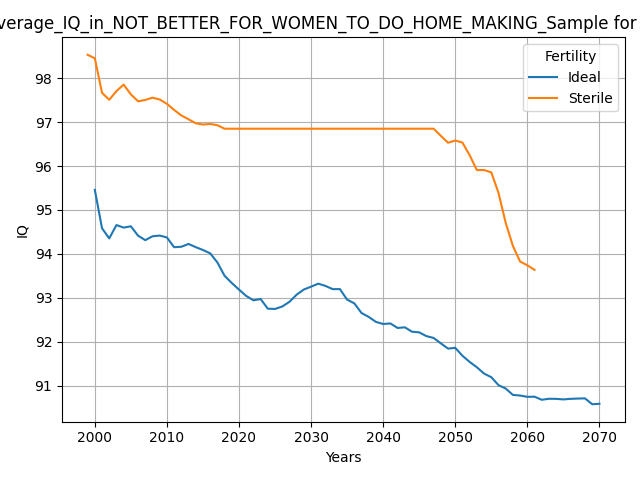 verage_IQ_in_NOT_BETTER_FOR_WOMEN_TO_DO_HOME_MAKING_Sample for
Fertility
Ideal
Sterile
98
97
96
95
94
93
92
91
IQ
2000 2010 2020 2030 2040 2050 2060 2070
Years